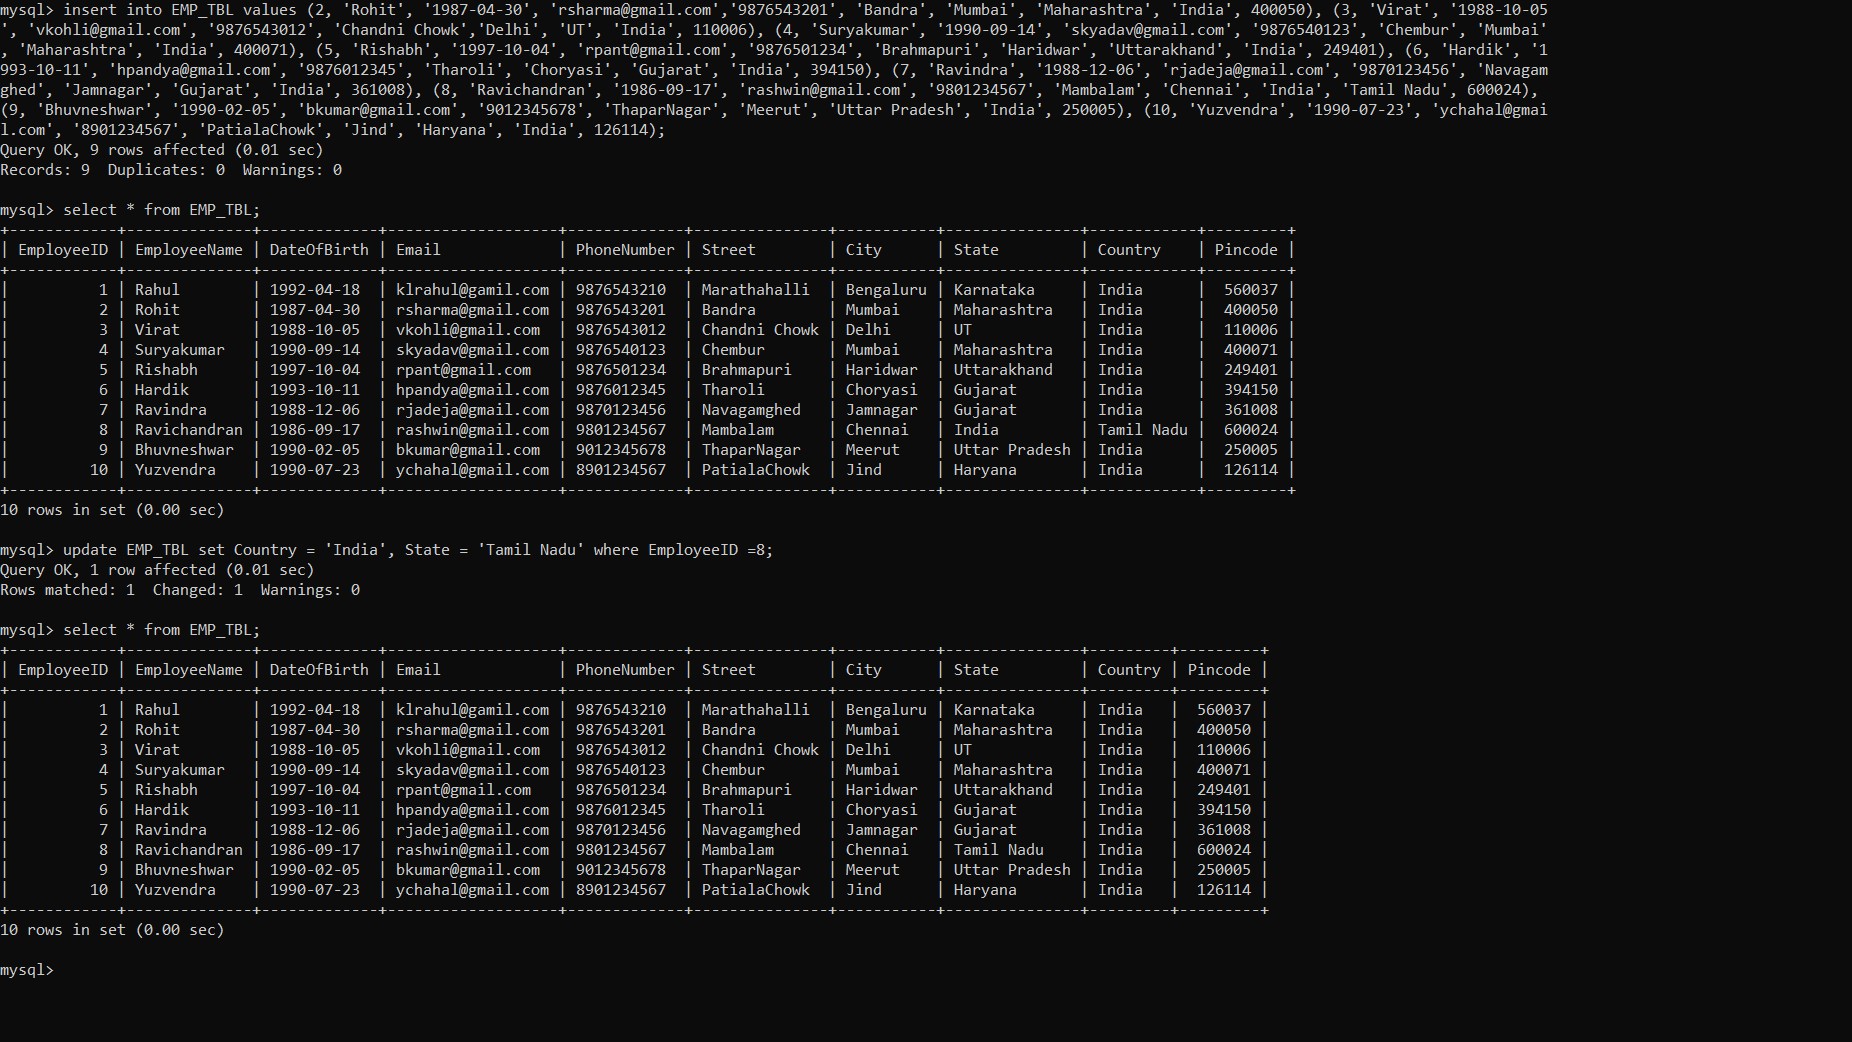 mysql> insert into EMP_TBL values (2, 'Rohit', '1987-04-30', 'rsharma@gmail.com','9876543201', 'Bandra', 'Mumbai', 'Maharashtra', 'India', 400050), (3, 'Virat', '1988-10-05
', 'vkohli@gmail.com', '9876543012', 'Chandni Chowk','Delhi', 'UT', 'India', 110006), (4, 'Suryakumar', '1990-09-14', 'skyadav@gmail.com', '9876540123', 'Chembur', 'Mumbai'
, 'Maharashtra', 'India', 400071), (5, 'Rishabh', '1997-10-04', 'rpant@gmail.com', '9876501234', 'Brahmapuri', 'Haridwar', 'Uttarakhand', 'India', 249401), (6, 'Hardik', '1
993-10-11', 'hpandya@gmail.com', '9876012345', 'Tharoli', 'Choryasi', 'Gujarat', 'India', 394150), (7, 'Ravindra', '1988-12-06', 'rjadeja@gmail.com', '9870123456', 'Navagam
ghed', 'Jamnagar', 'Gujarat', 'India', 361008), (8, 'Ravichandran', '1986-09-17', 'rashwin@gmail.com', '9801234567', 'Mambalam', 'Chennai', 'India', 'Tamil Nadu', 600024),
(9, 'Bhuvneshwar', '1990-02-05', 'bkumar@gmail.com', '9012345678', 'ThaparNagar', 'Meerut', 'Uttar Pradesh', 'India', 250005), (10, 'Yuzvendra', '1990-07-23', 'ychahal@gmai
l.com', '8901234567', 'PatialaChowk', 'Jind', 'Haryana', 'India', 126114);
Query OK, 9 rows affected (0.01 sec)
Records: 9  Duplicates: 0  Warnings: 0
mysql> select * from EMP_TBL;
+------------+--------------+-------------+-------------------+-------------+---------------+-----------+---------------+------------+---------+
| EmployeeID | EmployeeName | DateOfBirth | Email             | PhoneNumber | Street        | City      | State         | Country    | Pincode |
+------------+--------------+-------------+-------------------+-------------+---------------+-----------+---------------+------------+---------+
|          1 | Rahul        | 1992-04-18  | klrahul@gamil.com | 9876543210  | Marathahalli  | Bengaluru | Karnataka     | India      |  560037 |
|          2 | Rohit        | 1987-04-30  | rsharma@gmail.com | 9876543201  | Bandra        | Mumbai    | Maharashtra   | India      |  400050 |
|          3 | Virat        | 1988-10-05  | vkohli@gmail.com  | 9876543012  | Chandni Chowk | Delhi     | UT            | India      |  110006 |
|          4 | Suryakumar   | 1990-09-14  | skyadav@gmail.com | 9876540123  | Chembur       | Mumbai    | Maharashtra   | India      |  400071 |
|          5 | Rishabh      | 1997-10-04  | rpant@gmail.com   | 9876501234  | Brahmapuri    | Haridwar  | Uttarakhand   | India      |  249401 |
|          6 | Hardik       | 1993-10-11  | hpandya@gmail.com | 9876012345  | Tharoli       | Choryasi  | Gujarat       | India      |  394150 |
|          7 | Ravindra     | 1988-12-06  | rjadeja@gmail.com | 9870123456  | Navagamghed   | Jamnagar  | Gujarat       | India      |  361008 |
|          8 | Ravichandran | 1986-09-17  | rashwin@gmail.com | 9801234567  | Mambalam      | Chennai   | India         | Tamil Nadu |  600024 |
|          9 | Bhuvneshwar  | 1990-02-05  | bkumar@gmail.com  | 9012345678  | ThaparNagar   | Meerut    | Uttar Pradesh | India      |  250005 |
|         10 | Yuzvendra    | 1990-07-23  | ychahal@gmail.com | 8901234567  | PatialaChowk  | Jind      | Haryana       | India      |  126114 |
+------------+--------------+-------------+-------------------+-------------+---------------+-----------+---------------+------------+---------+
10 rows in set (0.00 sec)
mysql> update EMP_TBL set Country = 'India', State = 'Tamil Nadu' where EmployeeID =8;
Query OK, 1 row affected (0.01 sec)
Rows matched: 1  Changed: 1  Warnings: 0
mysql> select * from EMP_TBL;
+------------+--------------+-------------+-------------------+-------------+---------------+-----------+---------------+---------+---------+
| EmployeeID | EmployeeName | DateOfBirth | Email             | PhoneNumber | Street        | City      | State         | Country | Pincode |
+------------+--------------+-------------+-------------------+-------------+---------------+-----------+---------------+---------+---------+
|          1 | Rahul        | 1992-04-18  | klrahul@gamil.com | 9876543210  | Marathahalli  | Bengaluru | Karnataka     | India   |  560037 |
|          2 | Rohit        | 1987-04-30  | rsharma@gmail.com | 9876543201  | Bandra        | Mumbai    | Maharashtra   | India   |  400050 |
|          3 | Virat        | 1988-10-05  | vkohli@gmail.com  | 9876543012  | Chandni Chowk | Delhi     | UT            | India   |  110006 |
|          4 | Suryakumar   | 1990-09-14  | skyadav@gmail.com | 9876540123  | Chembur       | Mumbai    | Maharashtra   | India   |  400071 |
|          5 | Rishabh      | 1997-10-04  | rpant@gmail.com   | 9876501234  | Brahmapuri    | Haridwar  | Uttarakhand   | India   |  249401 |
|          6 | Hardik       | 1993-10-11  | hpandya@gmail.com | 9876012345  | Tharoli       | Choryasi  | Gujarat       | India   |  394150 |
|          7 | Ravindra     | 1988-12-06  | rjadeja@gmail.com | 9870123456  | Navagamghed   | Jamnagar  | Gujarat       | India   |  361008 |
|          8 | Ravichandran | 1986-09-17  | rashwin@gmail.com | 9801234567  | Mambalam      | Chennai   | Tamil Nadu    | India   |  600024 |
|          9 | Bhuvneshwar  | 1990-02-05  | bkumar@gmail.com  | 9012345678  | ThaparNagar   | Meerut    | Uttar Pradesh | India   |  250005 |
|         10 | Yuzvendra    | 1990-07-23  | ychahal@gmail.com | 8901234567  | PatialaChowk  | Jind      | Haryana       | India   |  126114 |
+------------+--------------+-------------+-------------------+-------------+---------------+-----------+---------------+---------+---------+
10 rows in set (0.00 sec)
mysql>